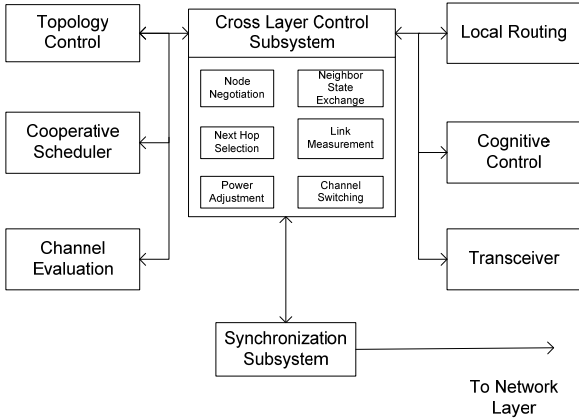 Topology
Control
Cooperative
Scheduler
Channel
Evaluation
Cross Layer Control
Subsystem
Node
Negotiation
Neighbor
State
Exchange
Next Hop
Selection
Link
Measurement
Power
Adjustment
Channel
Switching
Local Routing
Cognitive
Control
Transceiver
Synchronization
Subsystem
To Network
Layer